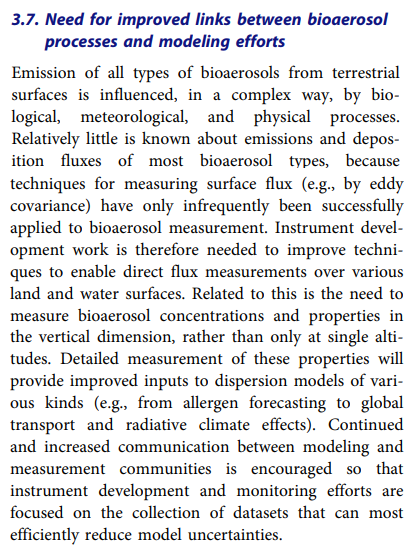 3.7. Need for improved links between bioaerosol
processes and modeling efforts
Emission of all types of bioaerosols from terrestrial
surfaces is influenced, in a complex way, by bio-
logical, meteorological, and physical processes.
Relatively little is known about emissions and depos-
ition fluxes of most bioaerosol types, because
techniques for measuring surface flux (e.g., by eddy
covariance) have only infrequently been successfully
applied to bioaerosol measurement. Instrument devel-
opment work is therefore needed to improve techni-
ques to enable direct flux measurements over various
land and water surfaces. Related to this is the need to
measure bioaerosol concentrations and properties in
the vertical dimension, rather than only at single alti-
tudes. Detailed measurement of these properties will
provide improved inputs to dispersion models of vari-
ous kinds (e.g., from allergen forecasting to global
transport and radiative climate effects). Continued
and increased communication between modeling and
measurement communities is encouraged so that
instrument development and monitoring efforts are
focused on the collection of datasets that can most
efficiently reduce model uncertainties.